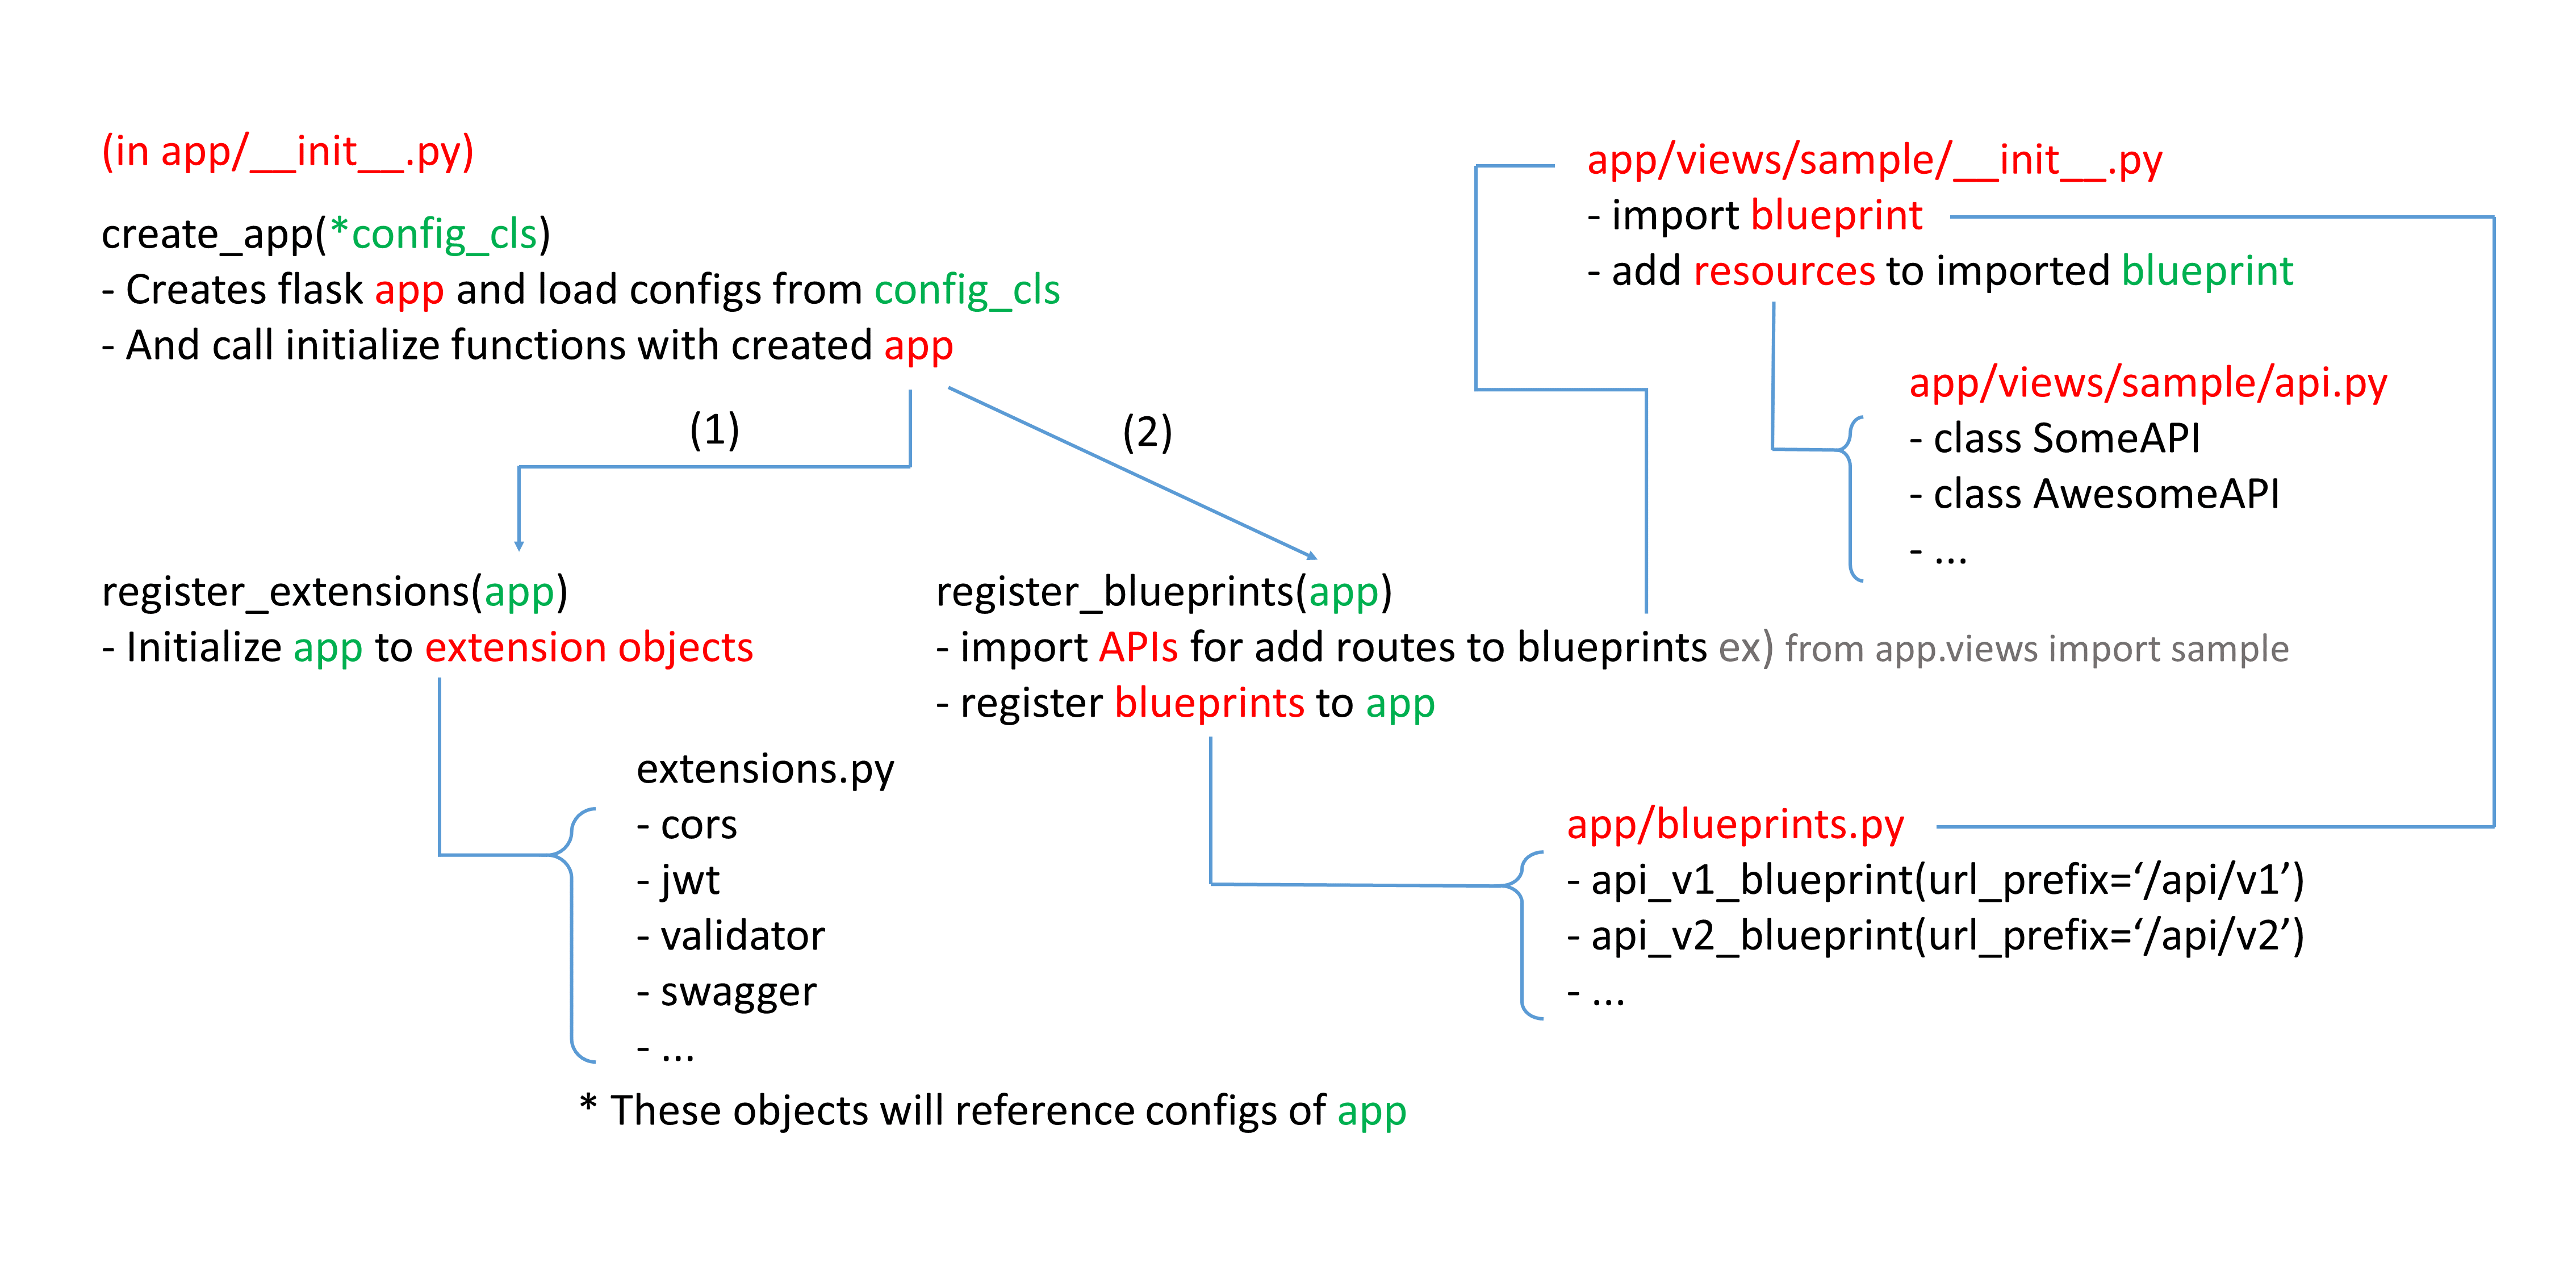 (in app/__init__.py)
create_app(*config_cls)
- Creates flask app and load configs from config_cls
- And call initialize functions with created app
(1)
(2)
register_extensions(app)
- Initialize app to extension objects
extensions.py
- cors
- jwt
- validator
- swagger
- ...
* These objects will reference configs of app
register_blueprints(app)
- import APIs for add routes to blueprints ex) from app.views import sample
- register blueprints to app
app/views/sample/__init__.py
- import blueprint
- add resources to imported blueprint
app/views/sample/api.py
- class SomeAPI
- class AwesomeAPI
- ...
app/blueprints.py
- api_v1_blueprint(url_prefix=‘/api/v1’)
- api_v2_blueprint(url_prefix=‘/api/v2’)
- ...